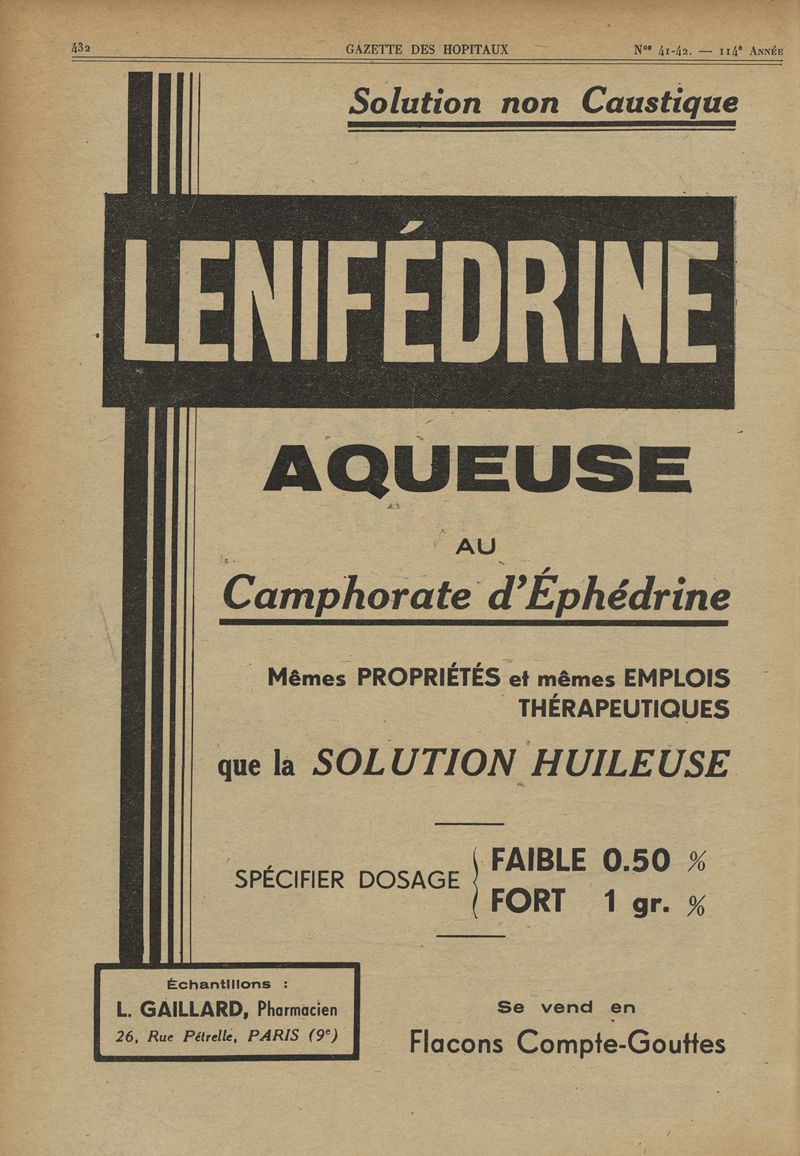 432
GAZETTE DES HOPITAUX
Nos 41-42. — 114e ANNÉE
Solution non Caustique
LENIFÉDRINE
AQUEUSE
AU
Camphorate d'Éphédrine
Mêmes PROPRIÉTÉS et mêmes EMPLOIS
THÉRAPEUTIQUES
que la SOLUTION HUILEUSE
SPÉCIFIER DOSAGE { FAIBLE 0.50 %
FORT 1 gr. %
Échantillons :
L. GAILLARD, Pharmacien
26, Rue Pétrelle, PARIS (9e)
Se vend en
Flacons Compte-Gouttes